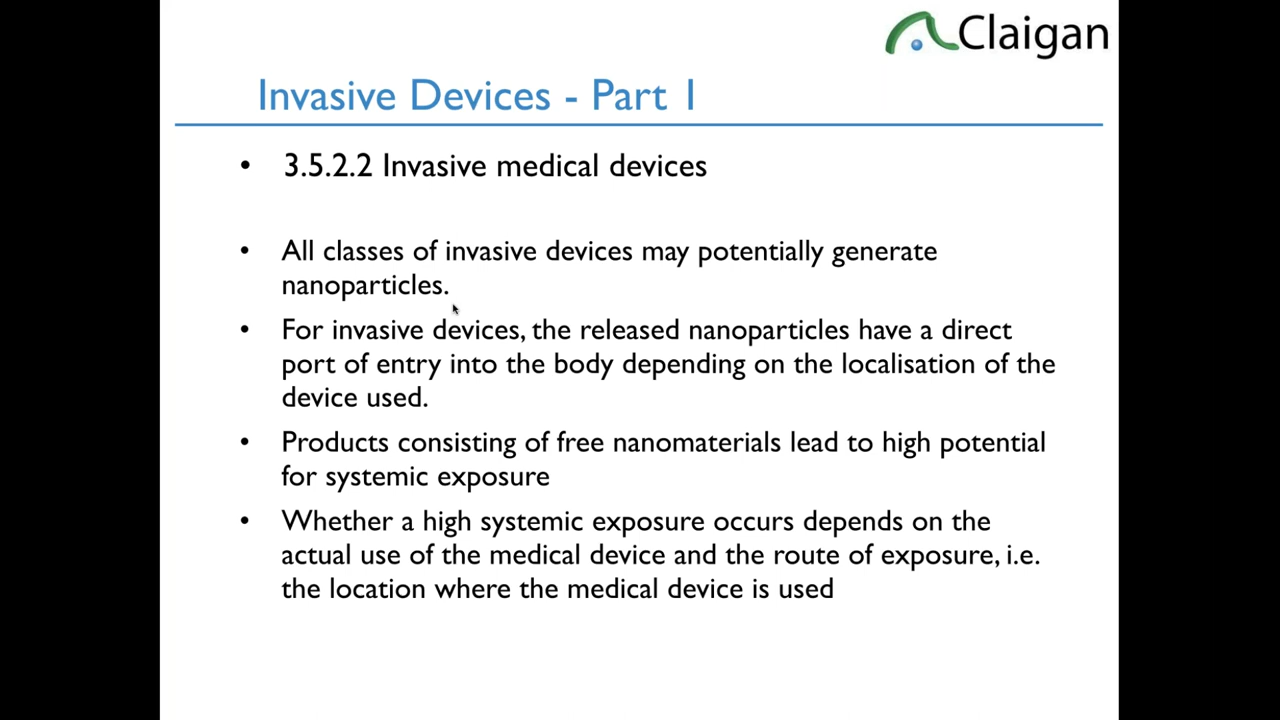 Claigan
Invasive Devices - Part 1
• 3.5.2.2 Invasive medical devices
• All classes of invasive devices may potentially generate
nanoparticles.
• For invasive devices, the released nanoparticles have a direct
port of entry into the body depending on the localisation of the
device used.
• Products consisting of free nanomaterials lead to high potential
for systemic exposure
• Whether a high systemic exposure occurs depends on the
actual use of the medical device and the route of exposure, i.e.
the location where the medical device is used